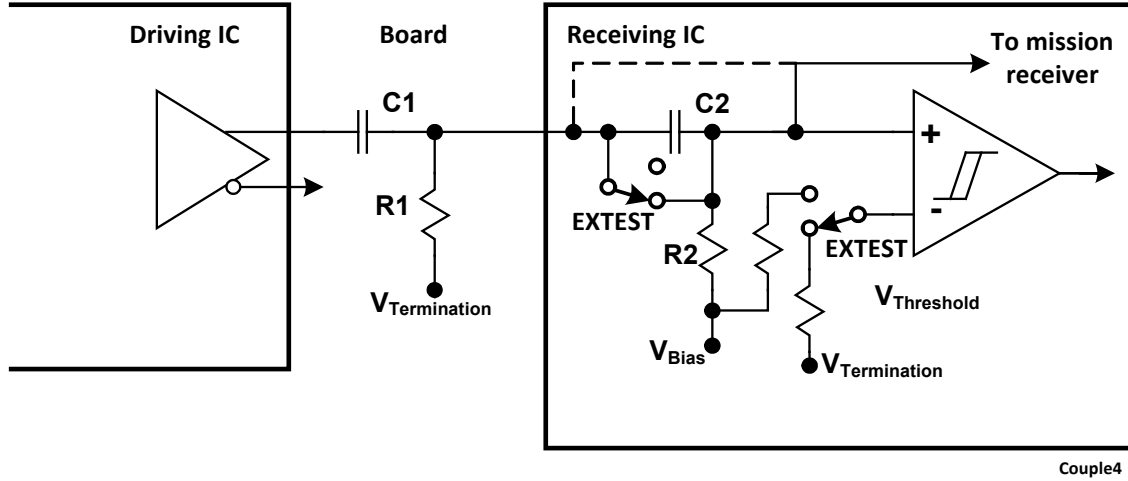 Driving IC
Board
Receiving IC
To mission
receiver
C1
C2
+
R1
EXTEST
-
R2
EXTEST
VTermination
VThreshold
VBias
VTermination
Couple4